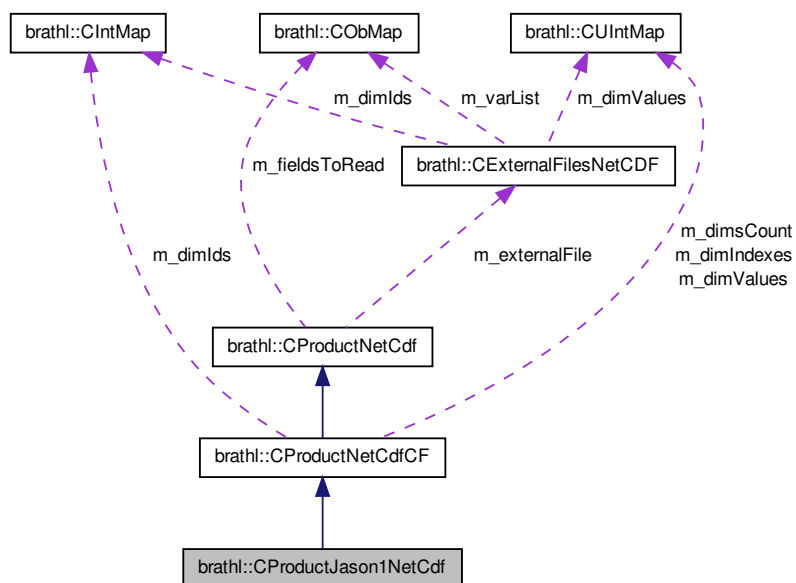 brathl::CIntMap
brathl::CObMap
brathl::CUIntMap
m_dimIds
m_varList
m_dimValues
m_fieldsToRead
brathl::CExternalFilesNetCDF
m_dimIds
m_externalFile
m_dimsCount
m_dimIndexes
m_dimValues
brathl::CProductNetCdf
brathl::CProductNetCdfCF
brathl::CProductJason1NetCdf